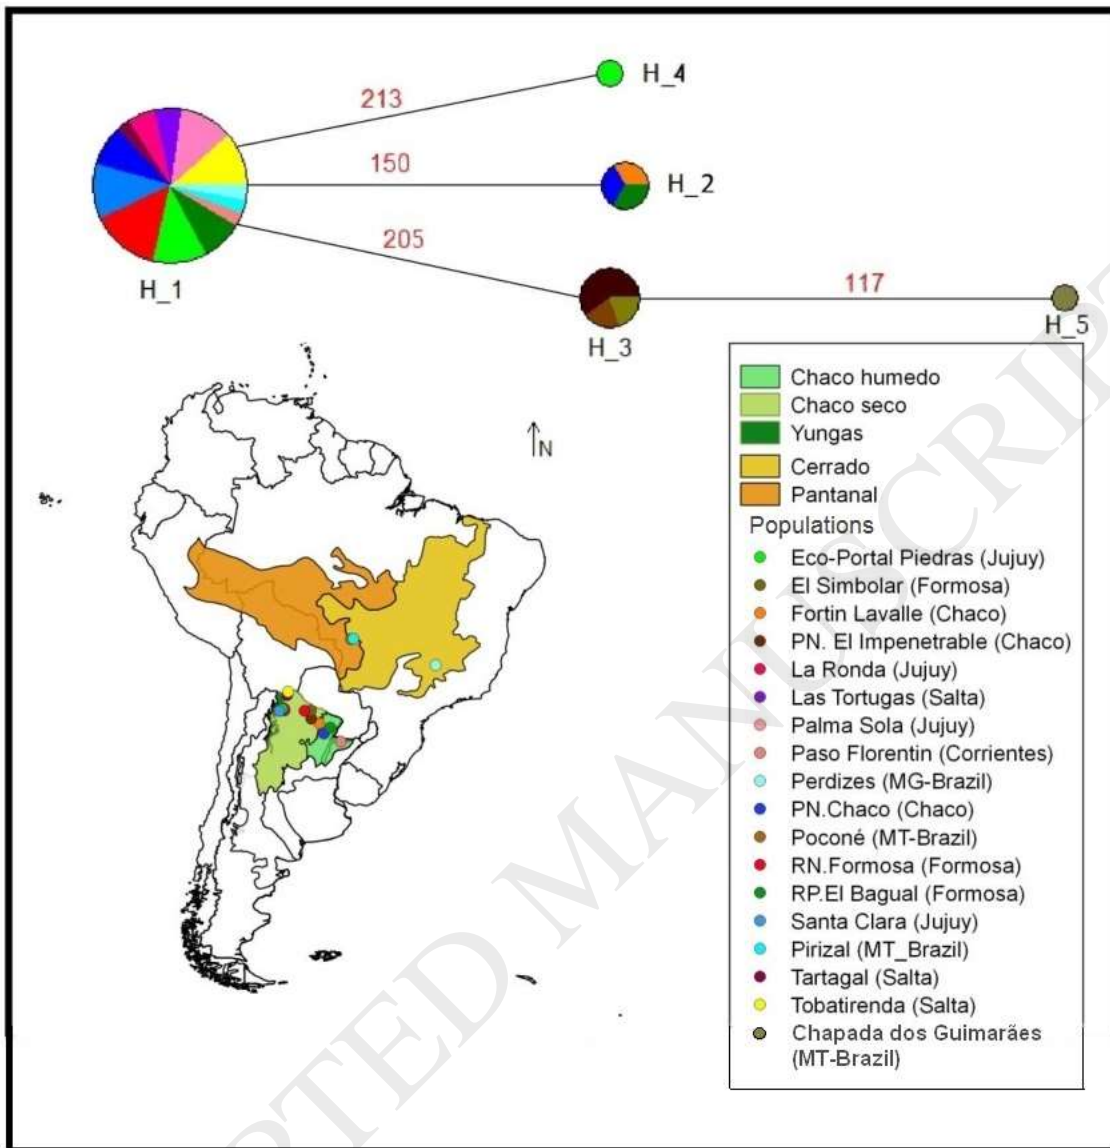 213
H_4
150
H_2
H_1
205
117
H_3
H_5
N
Chaco humedo
Chaco seco
Yungas
Cerrado
Pantanal
Populations
Eco-Portal Piedras (Jujuy)
El Simbolar (Formosa)
Fortin Lavalle (Chaco)
PN. El Impenetrable (Chaco)
La Ronda (Jujuy)
Las Tortugas (Salta)
Palma Sola (Jujuy)
Paso Florentin (Corrientes)
Perdizes (MG-Brazil)
PN.Chaco (Chaco)
Poconé (MT-Brazil)
RN.Formosa (Formosa)
RP.El Bagual (Formosa)
Santa Clara (Jujuy)
Pirizal (MT_Brazil)
Tartagal (Salta)
Tobatirenda (Salta)
Chapada dos Guimarães
(MT-Brazil)
TED MANUSCRIPT